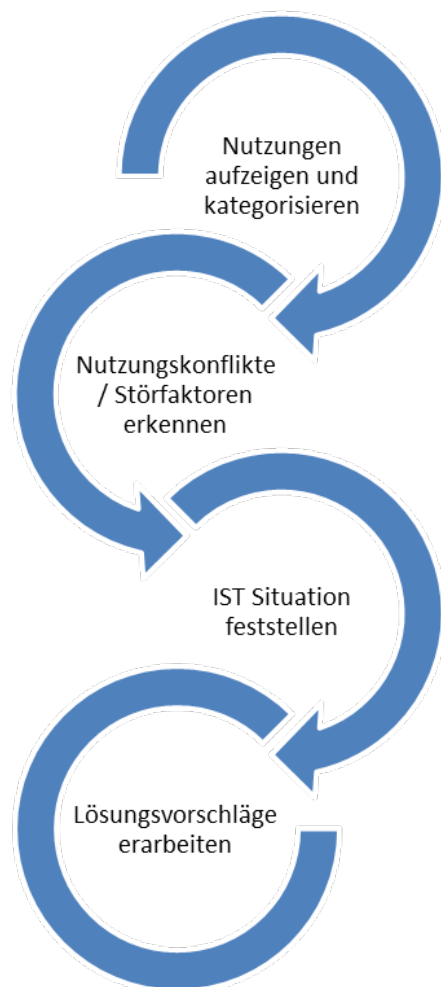 Nutzungen
aufzeigen und
kategorisieren
Nutzungskonflikte
/ Störfaktoren
erkennen
IST Situation
feststellen
Lösungsvorschläge
erarbeiten